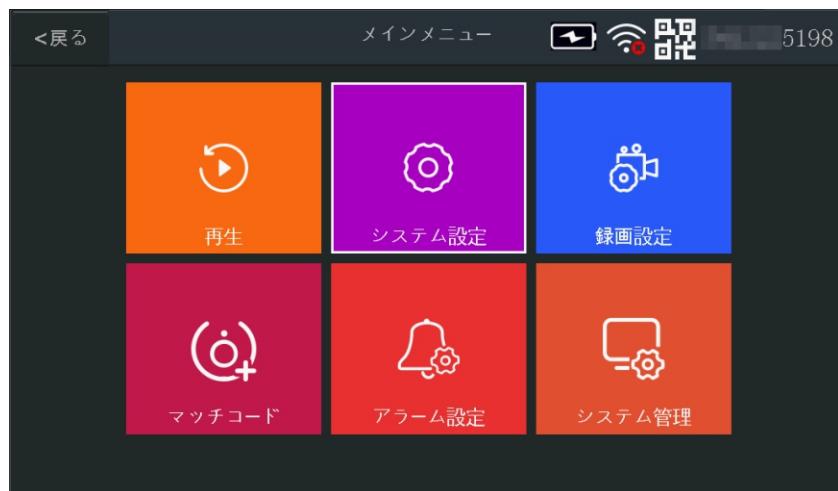 <戻る
メインメニュー
5198
再生
システム設定
録画設定
マッチコード
アラーム設定
システム管理